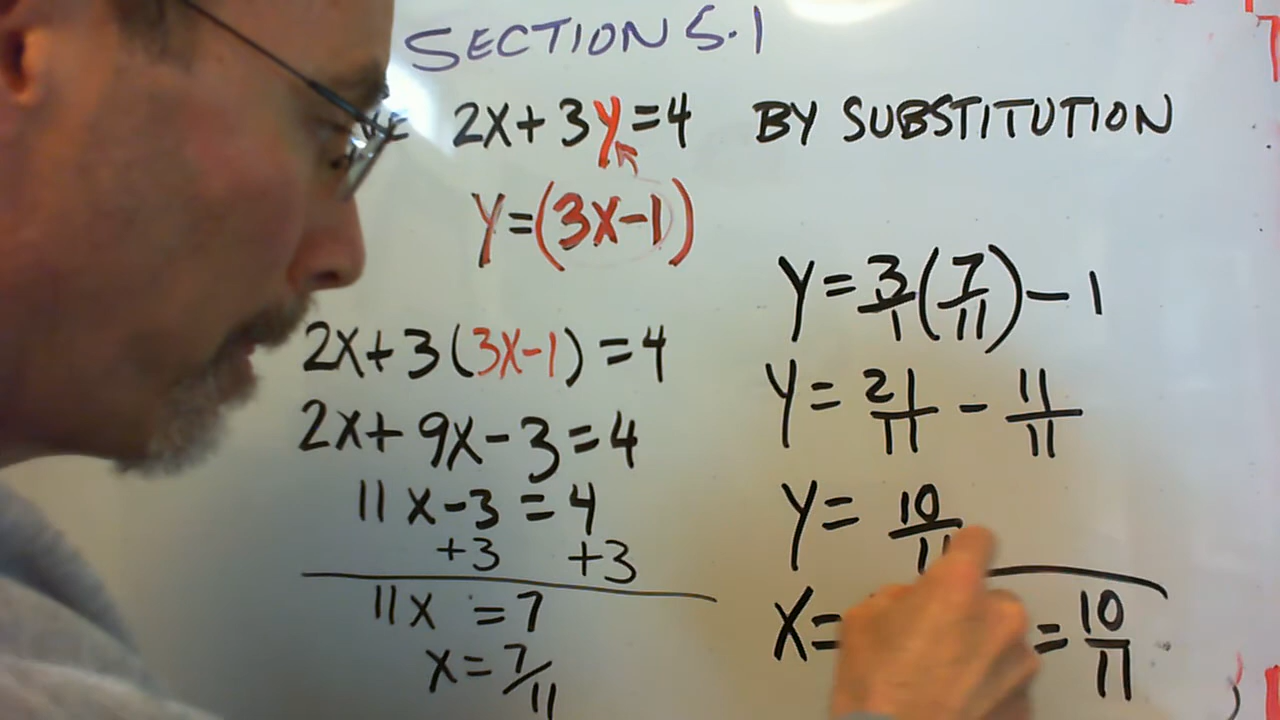 SECTION 5.1
2X+3y=4 BY SUBSTITUTION
y=(3X-1)
2X+3(3X-1)=4
2X+9X-3=4
11X-3=4
+3 +3
11X =7
X=7/11
y=3/1(7/11)-1
y=21/11-11/11
y=10/11
X= =10/11